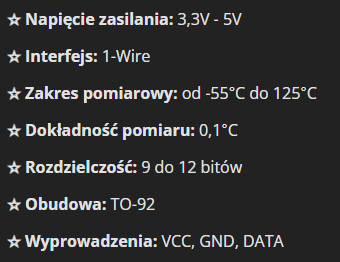 ☆ Napięcie zasilania: 3,3V - 5V
☆ Interfejs: 1-Wire
☆ Zakres pomiarowy: od -55°C do 125°C
☆ Dokładność pomiaru: 0,1°C
☆ Rozdzielczość: 9 do 12 bitów
☆ Obudowa: TO-92
☆ Wyprowadzenia: VCC, GND, DATA